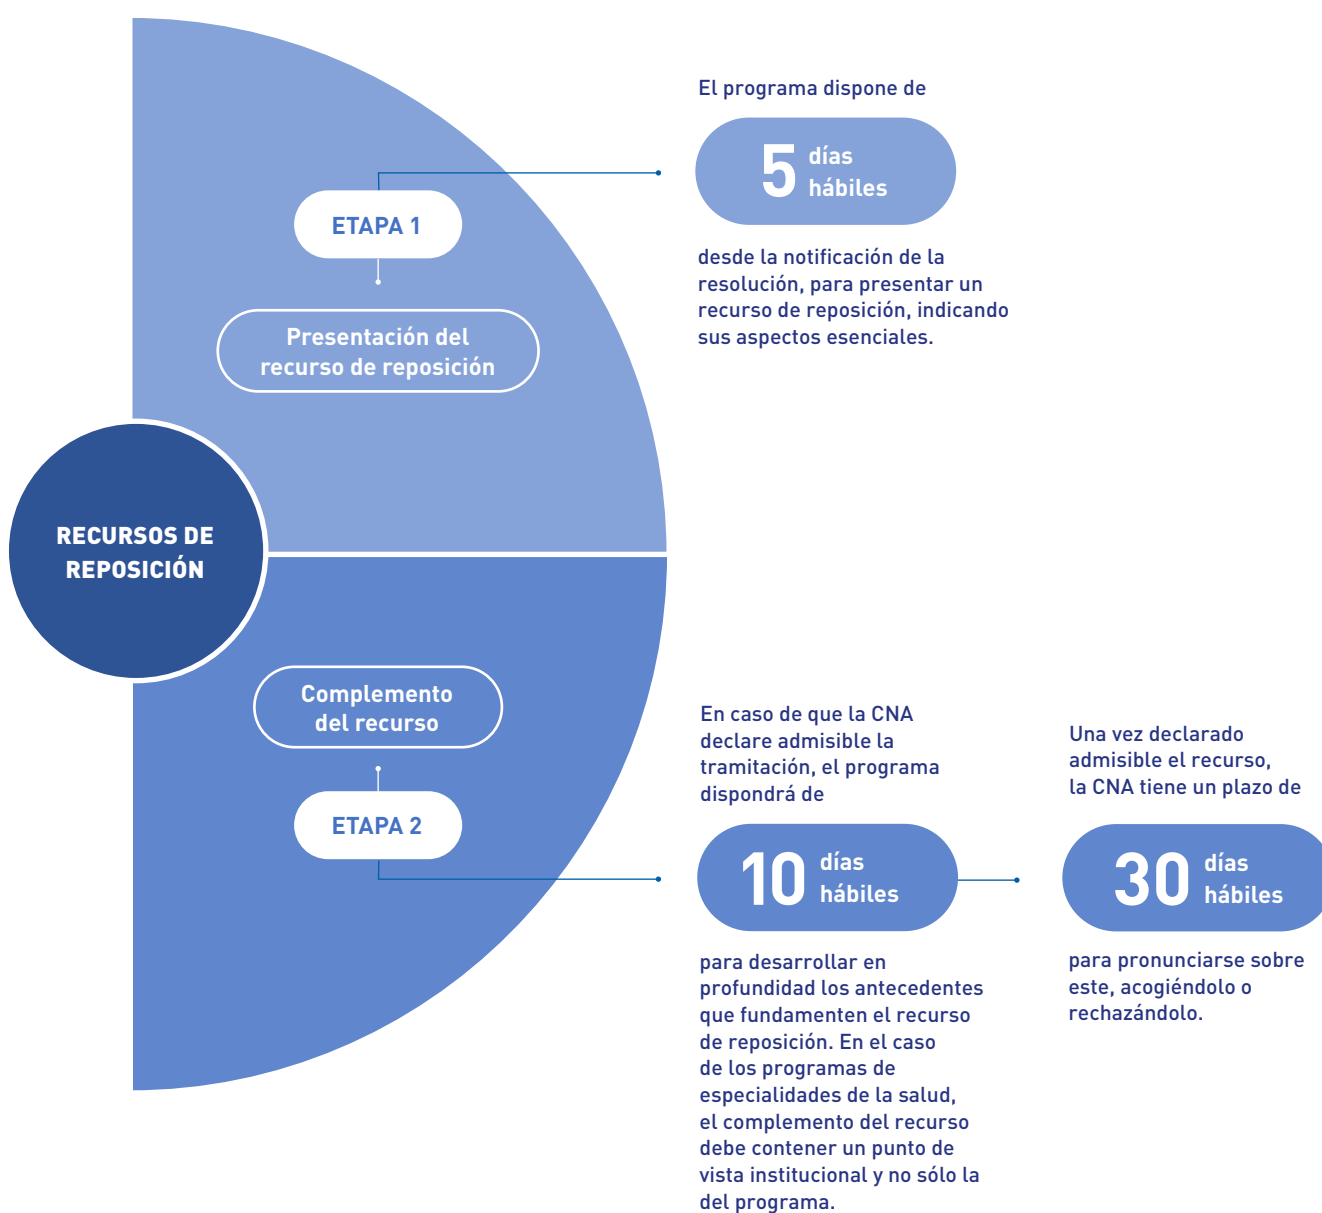 RECURSOS DE
REPOSICIÓN
ETAPA 1
Presentación del
recurso de reposición
El programa dispone de
5 días
hábiles
desde la notificación de la
resolución, para presentar un
recurso de reposición, indicando
sus aspectos esenciales.
Complemento
del recurso
ETAPA 2
En caso de que la CNA
declare admisible la
tramitación, el programa
dispondrá de
10 días
hábiles
para desarrollar en
profundidad los antecedentes
que fundamenten el recurso
de reposición. En el caso
de los programas de
especialidades de la salud,
el complemento del recurso
debe contener un punto de
vista institucional y no sólo la
del programa.
Una vez declarado
admisible el recurso,
la CNA tiene un plazo de
30 días
hábiles
para pronunciarse sobre
este, acogiéndolo o
rechazándolo.